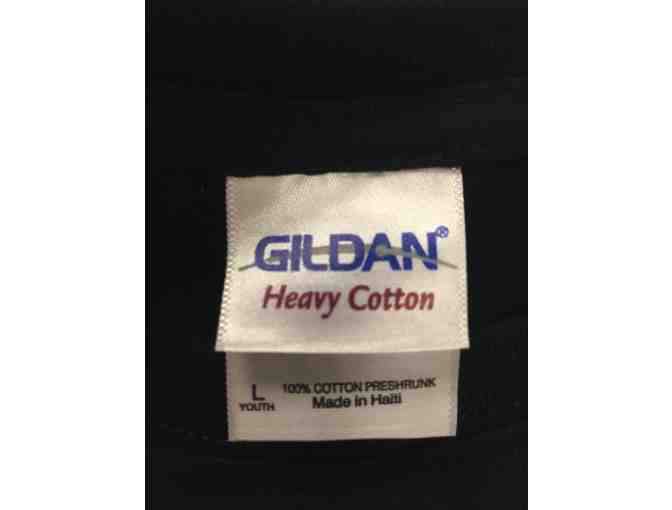 GILDAN®
Heavy Cotton
L
YOUTH
100% COTTON PRESHRUNK
Made in Haiti